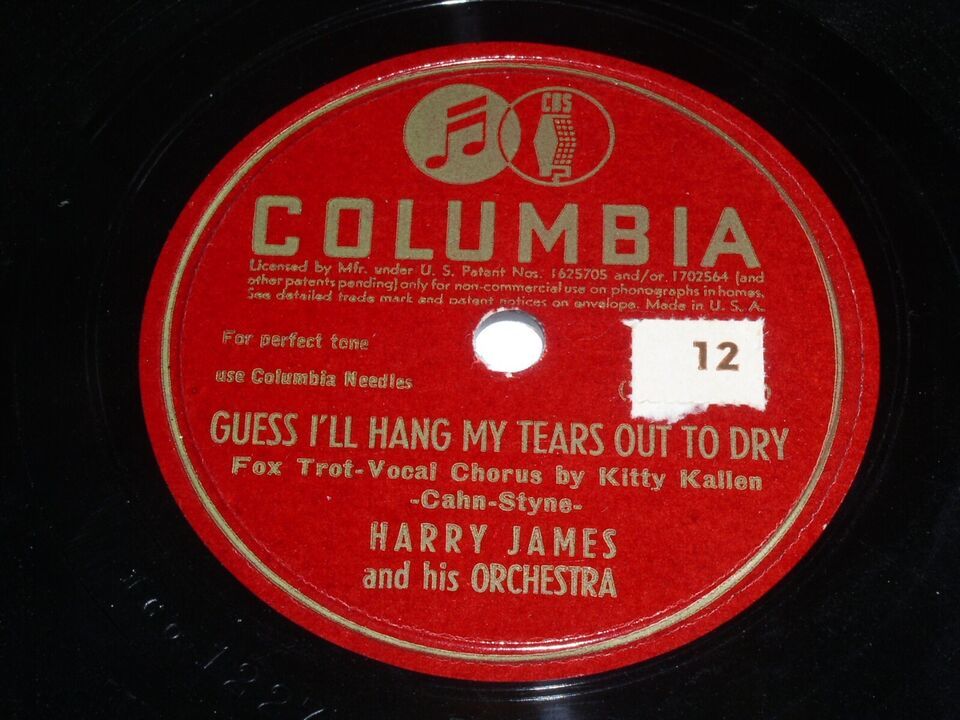 CBS
COLUMBIA
Licensed by Mfr. under U. S. Patent Nos. 1625705 and/or 1702564 (and
other patents pending) only for non-commercial use on phonographs in homes.
See detailed trade mark and patent notices on envelope. Made in U. S. A.
For perfect tone
use Columbia Needles
12
GUESS I'LL HANG MY TEARS OUT TO DRY
Fox Trot-Vocal Chorus by Kitty Kallen
-Cahn-Styne-
HARRY JAMES
and his ORCHESTRA